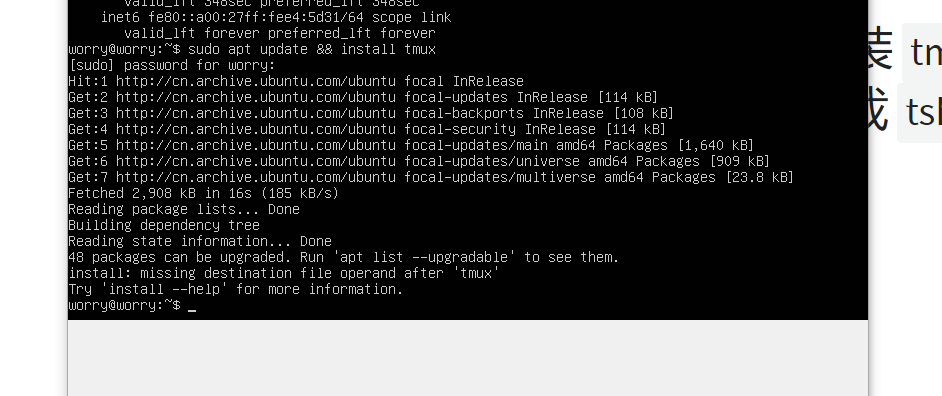 valid_lft 348sec preferred_lft 348sec
inet6 fe80::a00:27ff:fee4:5d31/64 scope link
valid_lft forever preferred_lft forever
worry@worry:~$ sudo apt update && install tmux
[sudo] password for worry:
Hit:1 http://cn.archive.ubuntu.com/ubuntu focal InRelease
Get:2 http://cn.archive.ubuntu.com/ubuntu focal-updates InRelease [114 kB]
Get:3 http://cn.archive.ubuntu.com/ubuntu focal-backports InRelease [108 kB]
Get:4 http://cn.archive.ubuntu.com/ubuntu focal-security InRelease [114 kB]
Get:5 http://cn.archive.ubuntu.com/ubuntu focal-updates/main amd64 Packages [1,640 kB]
Get:6 http://cn.archive.ubuntu.com/ubuntu focal-updates/universe amd64 Packages [909 kB]
Get:7 http://cn.archive.ubuntu.com/ubuntu focal-updates/multiverse amd64 Packages [23.8 kB]
Fetched 2,908 kB in 16s (185 kB/s)
Reading package lists... Done
Building dependency tree
Reading state information... Done
48 packages can be upgraded. Run 'apt list --upgradable' to see them.
install: missing destination file operand after 'tmux'
Try 'install --help' for more information.
worry@worry:~$ _
装 tm